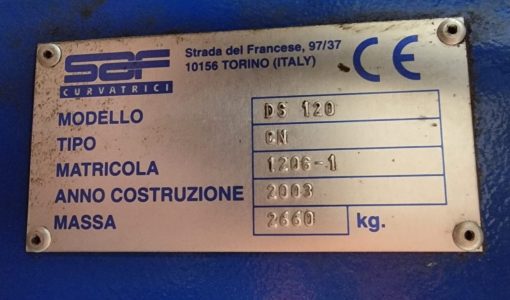 saf
CURVATRICI
Strada del Francese, 97/37
10156 TORINO (ITALY)
CE
MODELLO DS 120
TIPO CN
MATRICOLA 1206-1
ANNO COSTRUZIONE 2003
MASSA 2660 kg.